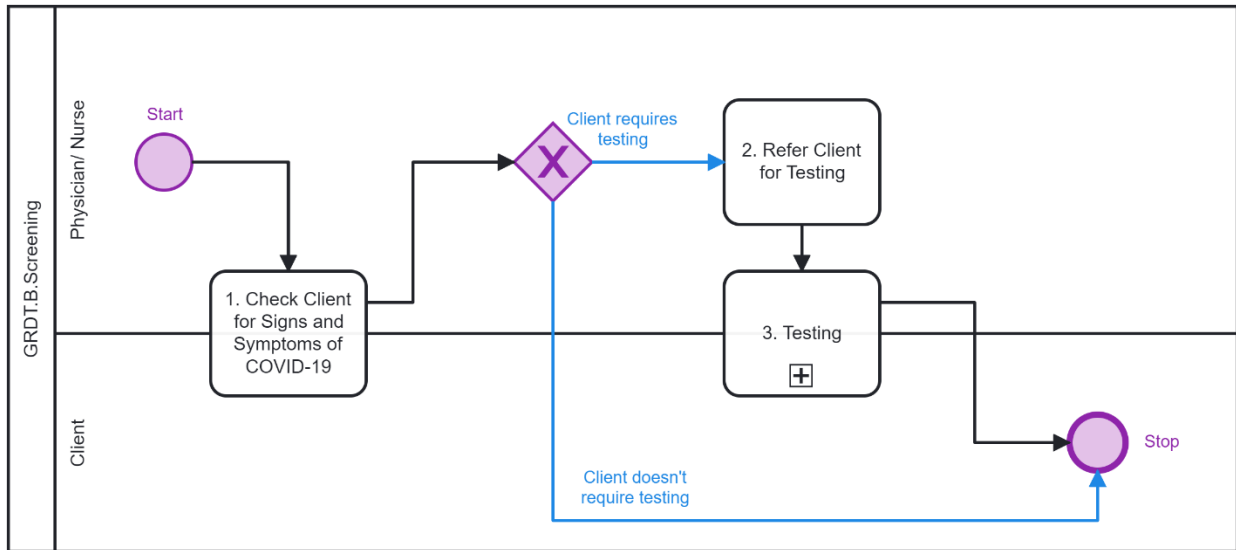 GRDT.B.Screening
Physician/ Nurse
Client
Start
1. Check Client
for Signs and
Symptoms of
COVID-19
X
Client requires
testing
2. Refer Client
for Testing
3. Testing
Client doesn't
require testing
Stop